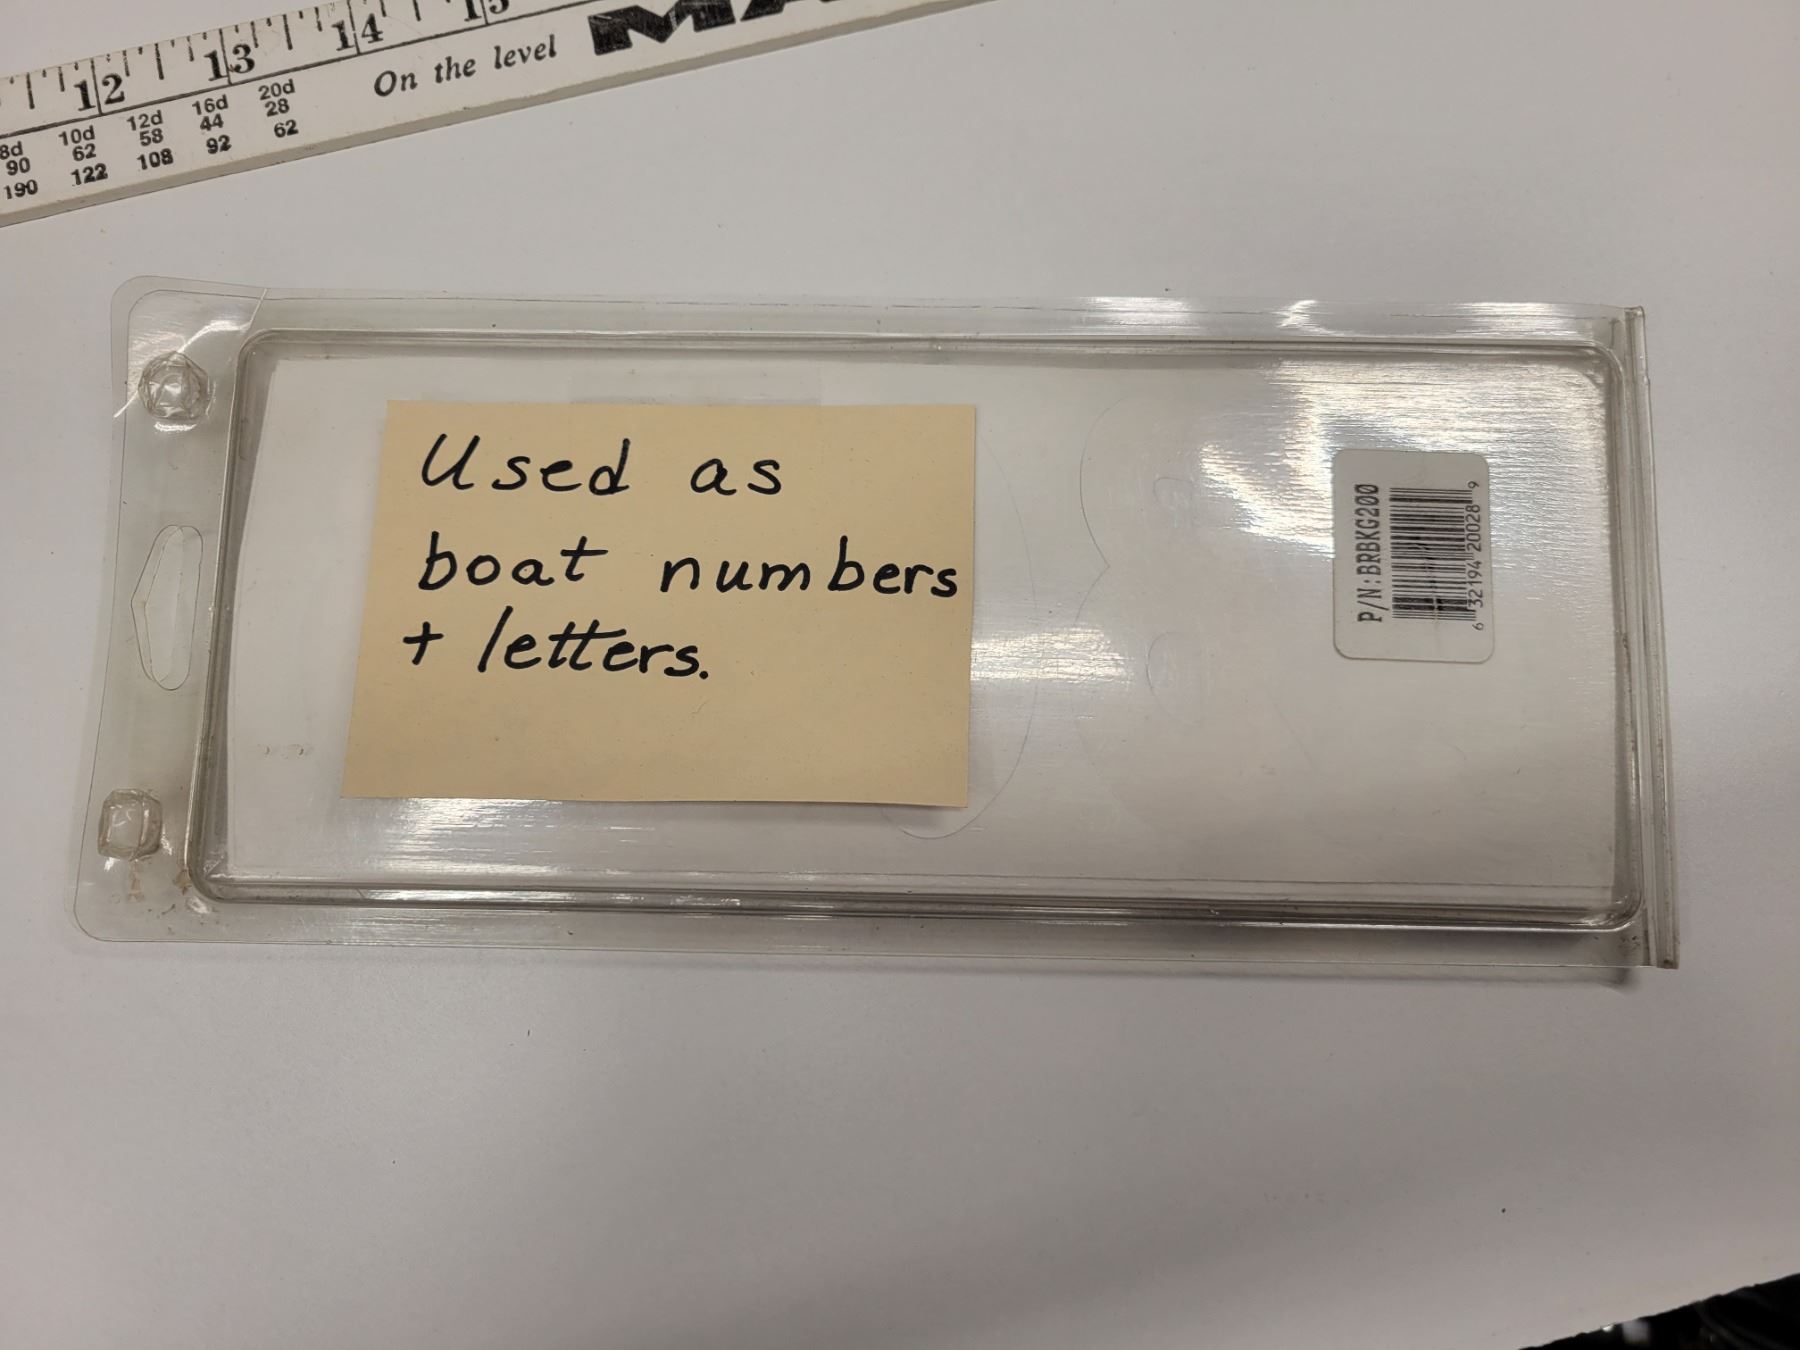 12 13 14 15
8d 10d 12d 16d 20d
90 62 58 44 28
190 122 108 92 62
On the level
Used as
boat numbers
+ letters.
P/N:BRBKG200
6 32194 20028 9